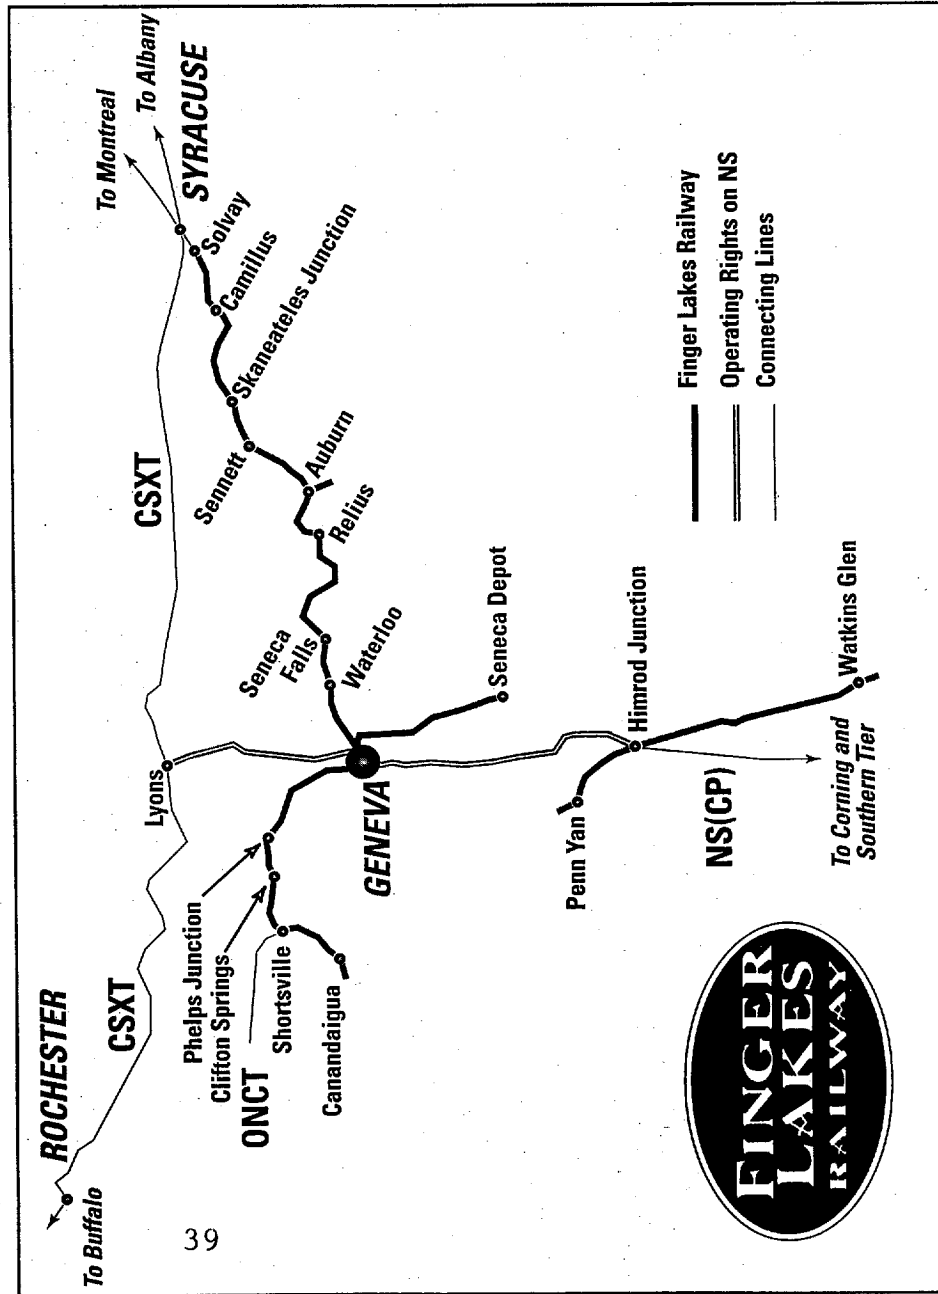 ROCHESTER
To Buffalo
CSXT
Lyons
CSXT
To Montreal
To Albany
SYRACUSE
Solvay
Camillus
Skaneateles Junction
Sennett
Auburn
Relius
Seneca
Falls
Waterloo
Phelps Junction
Clifton Springs
ONCT
Shortsville
Canandaigua
GENEVA
Seneca Depot
Penn Yan
Himrod Junction
Watkins Glen
NS(CP)
To Corning and
Southern Tier
Finger Lakes Railway
Operating Rights on NS
Connecting Lines
FINGER
LAKES
RAILWAY
39